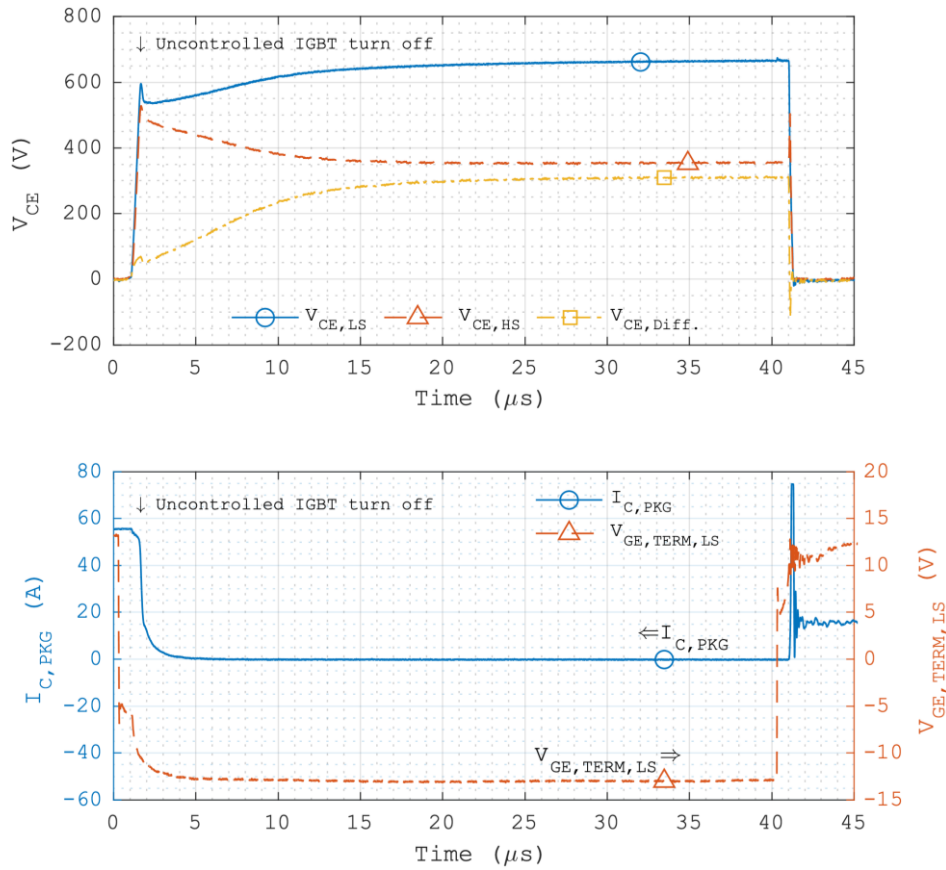 800
↓ Uncontrolled IGBT turn off
600
400
200
0
-200
V_CE (V)
V_CE,LS
V_CE,HS
V_CE,Diff.
0 5 10 15 20 25 30 35 40 45
Time (μs)
80 20
↓ Uncontrolled IGBT turn off
I_C,PKG
V_GE,TERM,LS
60 15
40 10
20 5
0 0
-20 -5
-40 -10
-60 -15
I_C,PKG (A)
V_GE,TERM,LS (V)
⇐I_C,PKG
V_GE,TERM,LS⇒
0 5 10 15 20 25 30 35 40 45
Time (μs)